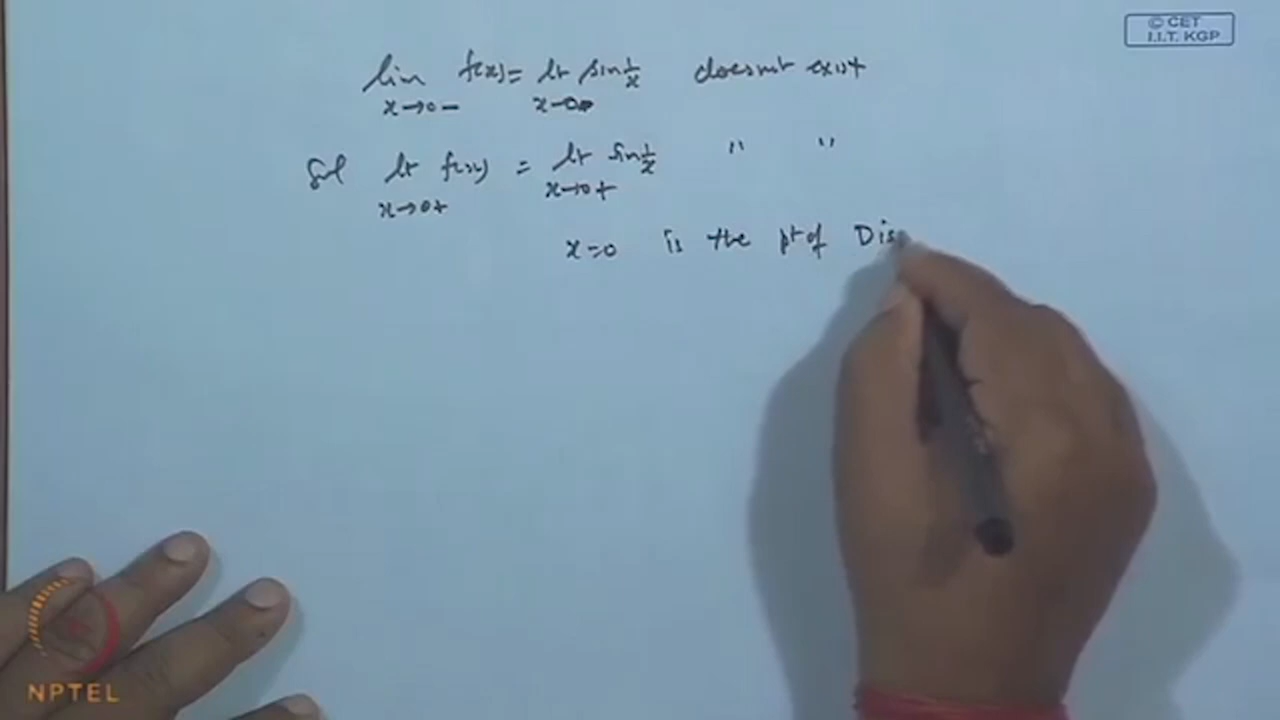 © CET
I.I.T. KGP
lim f(x) = lt sin 1/x doesnt exist
x→0− x→0−
lt f(x) = lt sin 1/x " "
x→0+ x→0+
x=0 is the pt of Dis
NPTEL